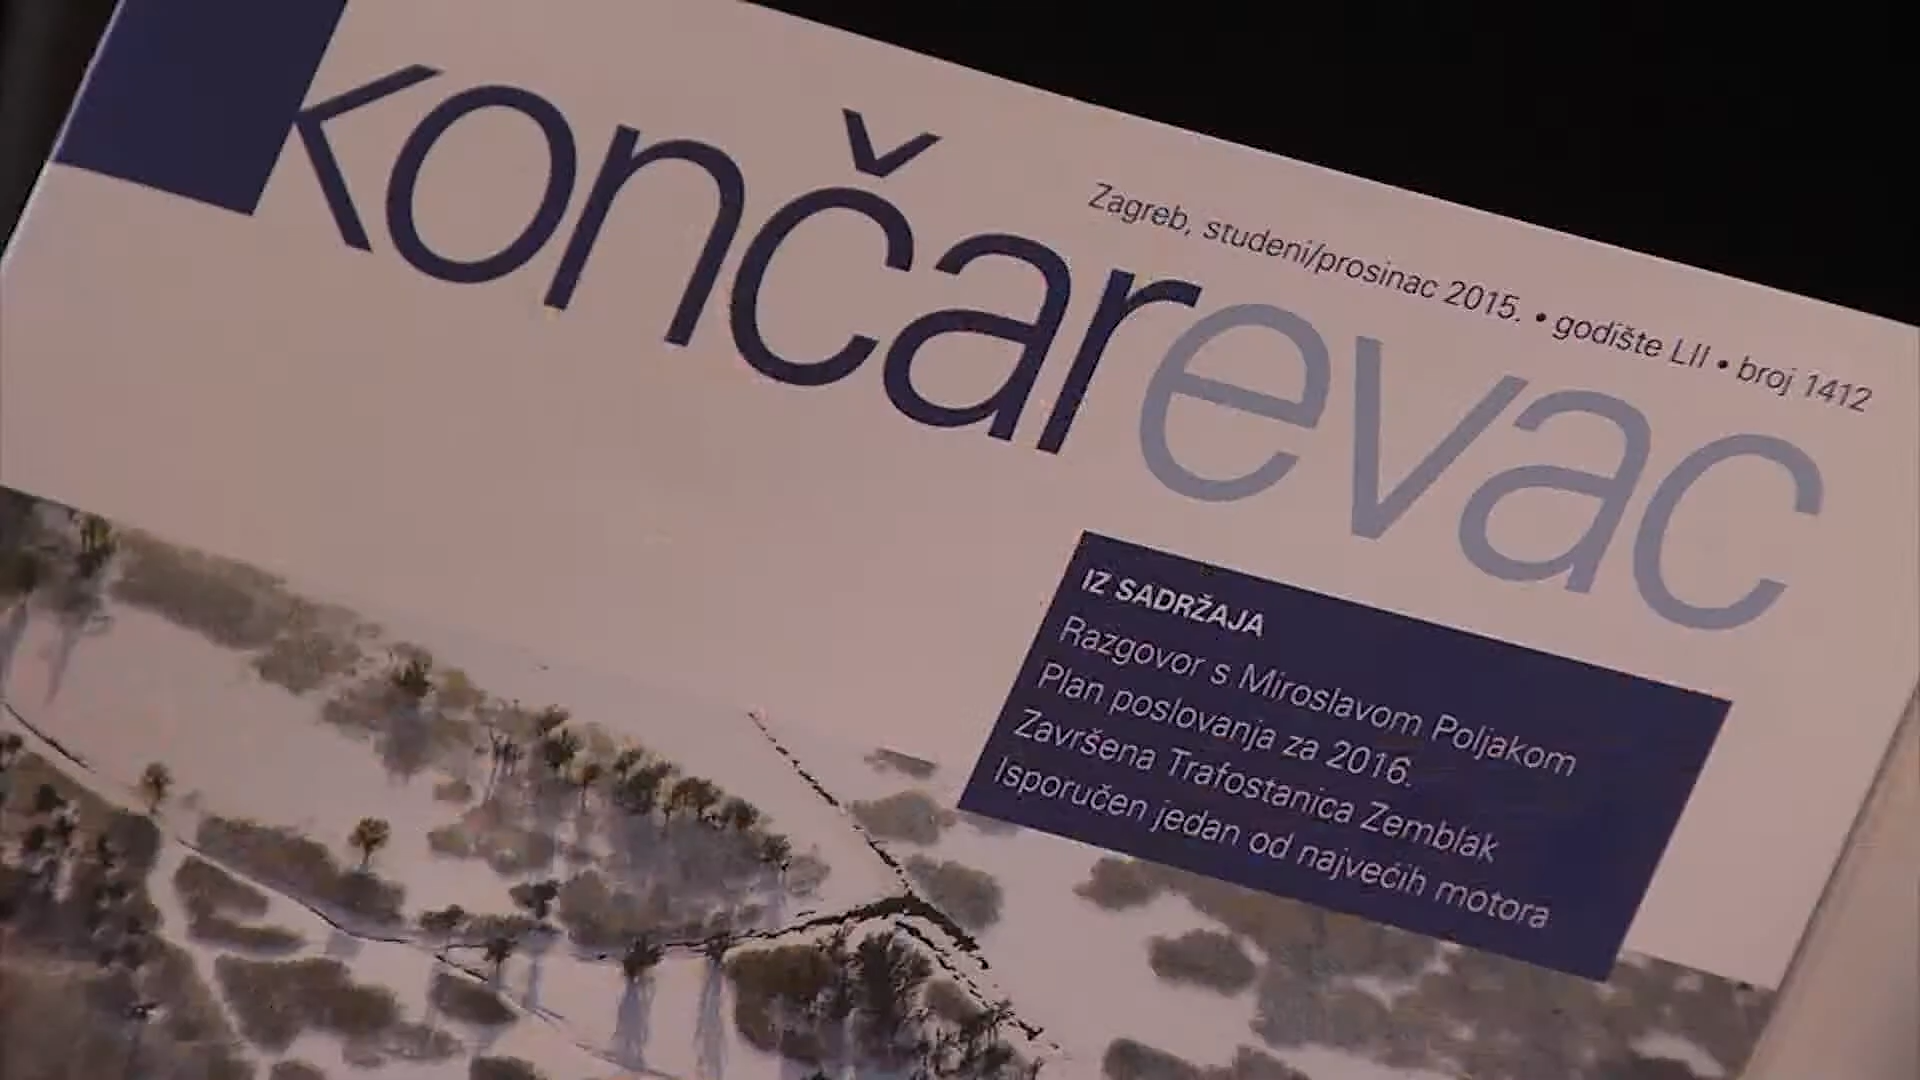 končarevac
Zagreb, studeni/prosinac 2015. • godište LII • broj 1412
IZ SADRŽAJA
Razgovor s Miroslavom Poljakom
Plan poslovanja za 2016.
Završena Trafostanica Zemblak
Isporučen jedan od najvećih motora